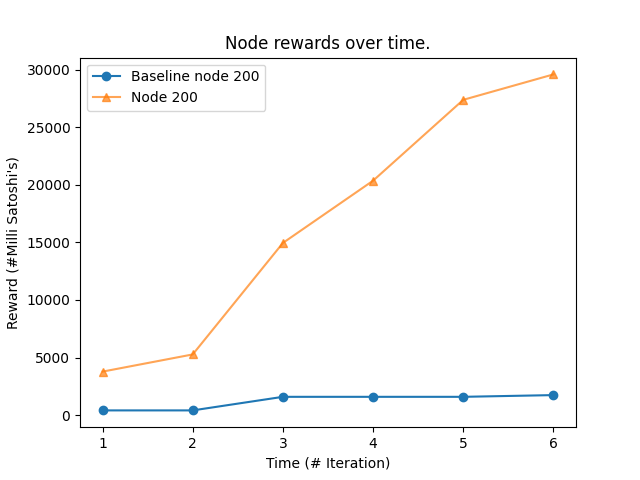 Node rewards over time.
Baseline node 200
Node 200
30000
25000
20000
15000
10000
5000
0
Reward (#Milli Satoshi's)
1 2 3 4 5 6
Time (# Iteration)